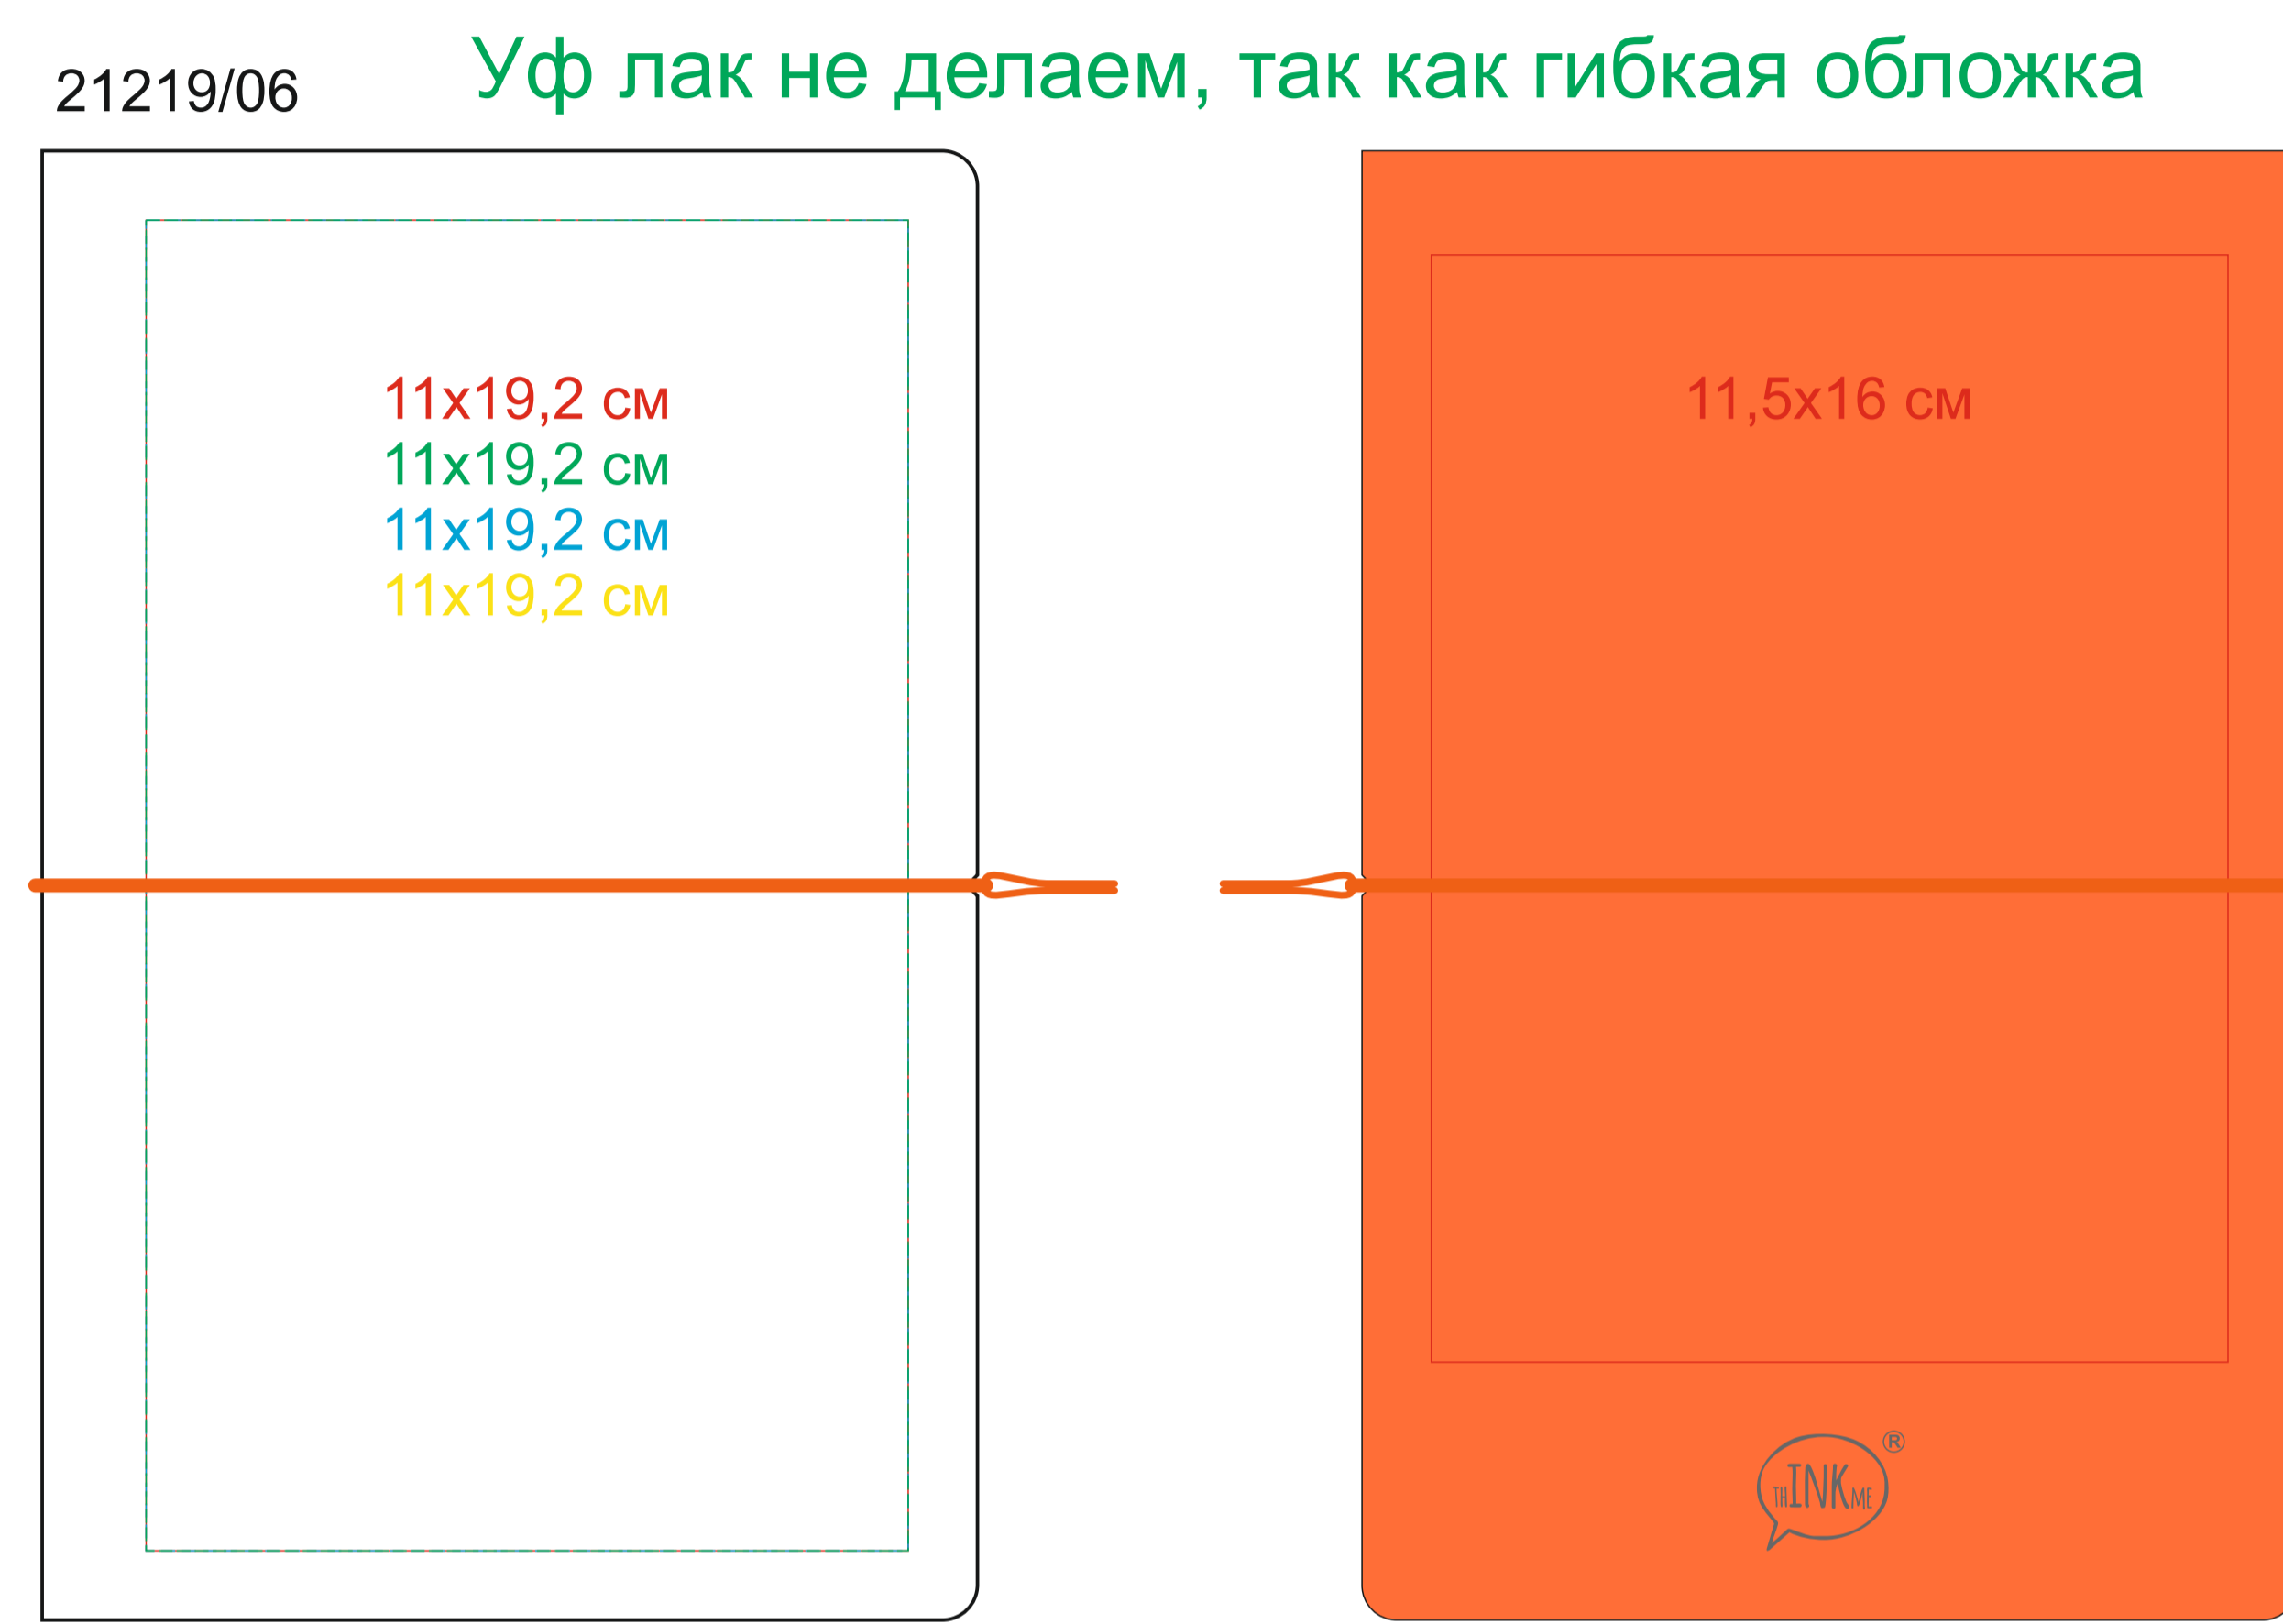 21219/06
Уф лак не делаем, так как гибкая обложка
11x19,2 см
11x19,2 см
11x19,2 см
11x19,2 см
11,5x16 см
THINKME®